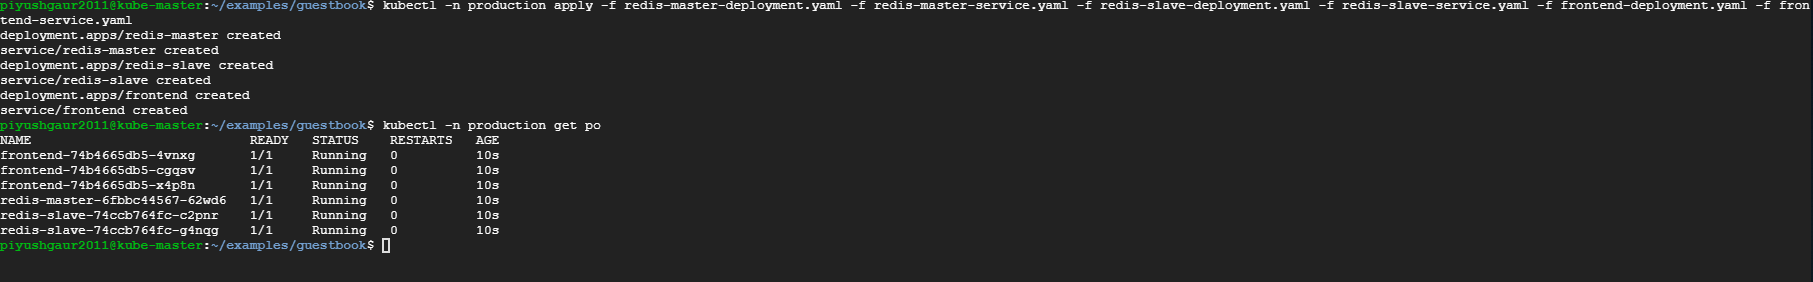 piyushgaur2011@kube-master:~/examples/guestbook$ kubectl -n production apply -f redis-master-deployment.yaml -f redis-master-service.yaml -f redis-slave-deployment.yaml -f redis-slave-service.yaml -f frontend-deployment.yaml -f fron
tend-service.yaml
deployment.apps/redis-master created
service/redis-master created
deployment.apps/redis-slave created
service/redis-slave created
deployment.apps/frontend created
service/frontend created
piyushgaur2011@kube-master:~/examples/guestbook$ kubectl -n production get po
NAME                            READY   STATUS    RESTARTS   AGE
frontend-74b4665db5-4vnxg       1/1     Running   0          10s
frontend-74b4665db5-cgqsv       1/1     Running   0          10s
frontend-74b4665db5-x4p8n       1/1     Running   0          10s
redis-master-6fbbc44567-62wd6   1/1     Running   0          10s
redis-slave-74ccb764fc-c2pnr    1/1     Running   0          10s
redis-slave-74ccb764fc-g4nqg    1/1     Running   0          10s
piyushgaur2011@kube-master:~/examples/guestbook$